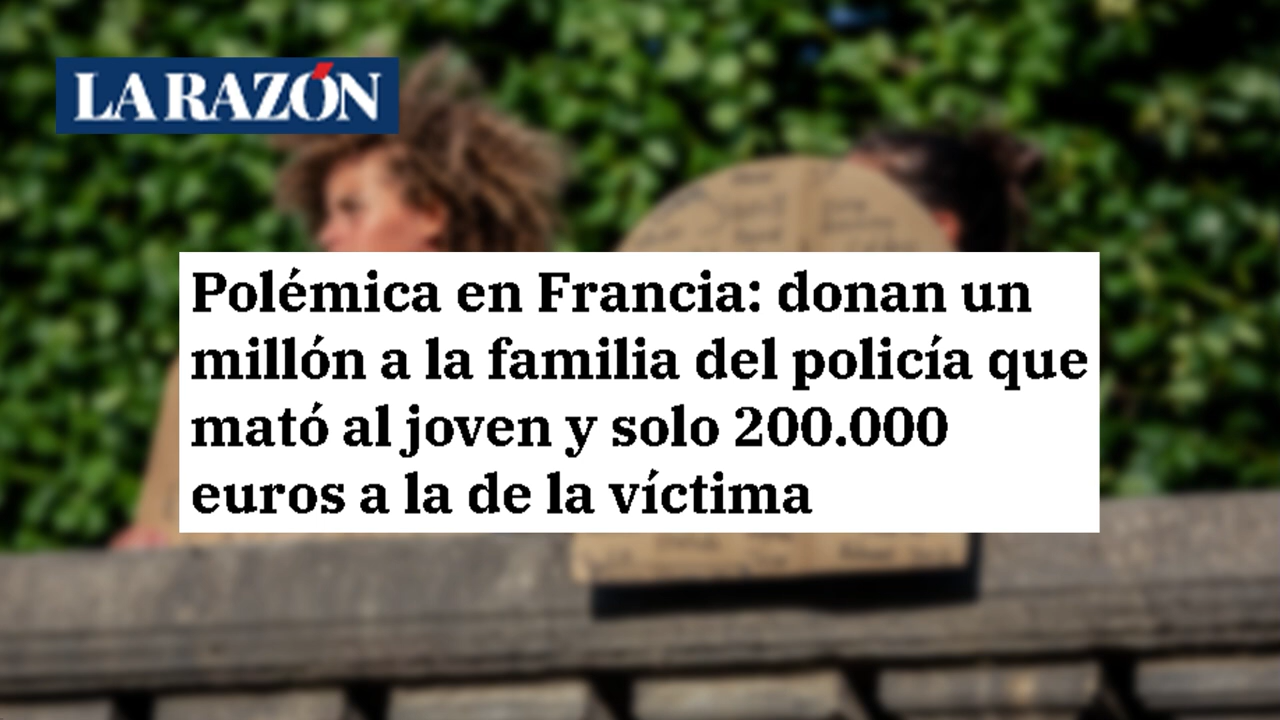 LA RAZÓN
Polémica en Francia: donan un
millón a la familia del policía que
mató al joven y solo 200.000
euros a la de la víctima